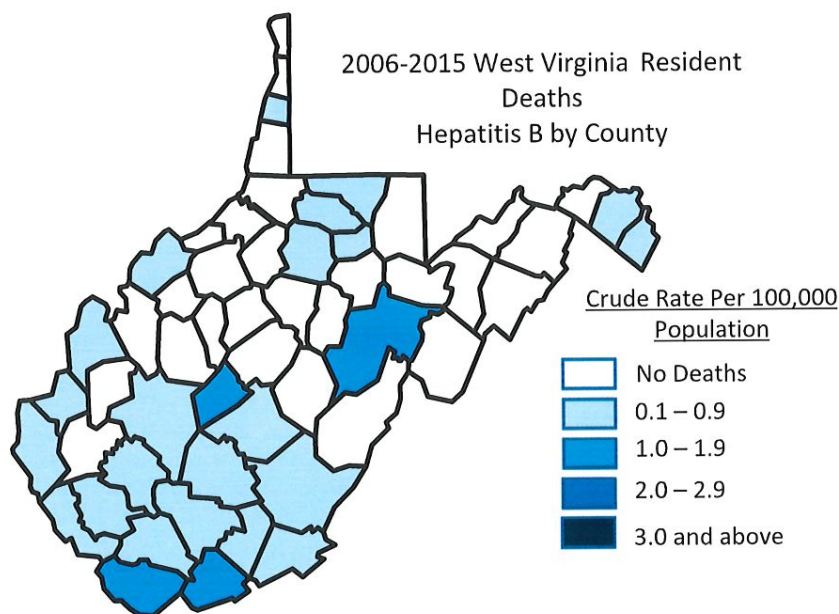 2006-2015 West Virginia Resident
Deaths
Hepatitis B by County
Crude Rate Per 100,000
Population
No Deaths
0.1 – 0.9
1.0 – 1.9
2.0 – 2.9
3.0 and above